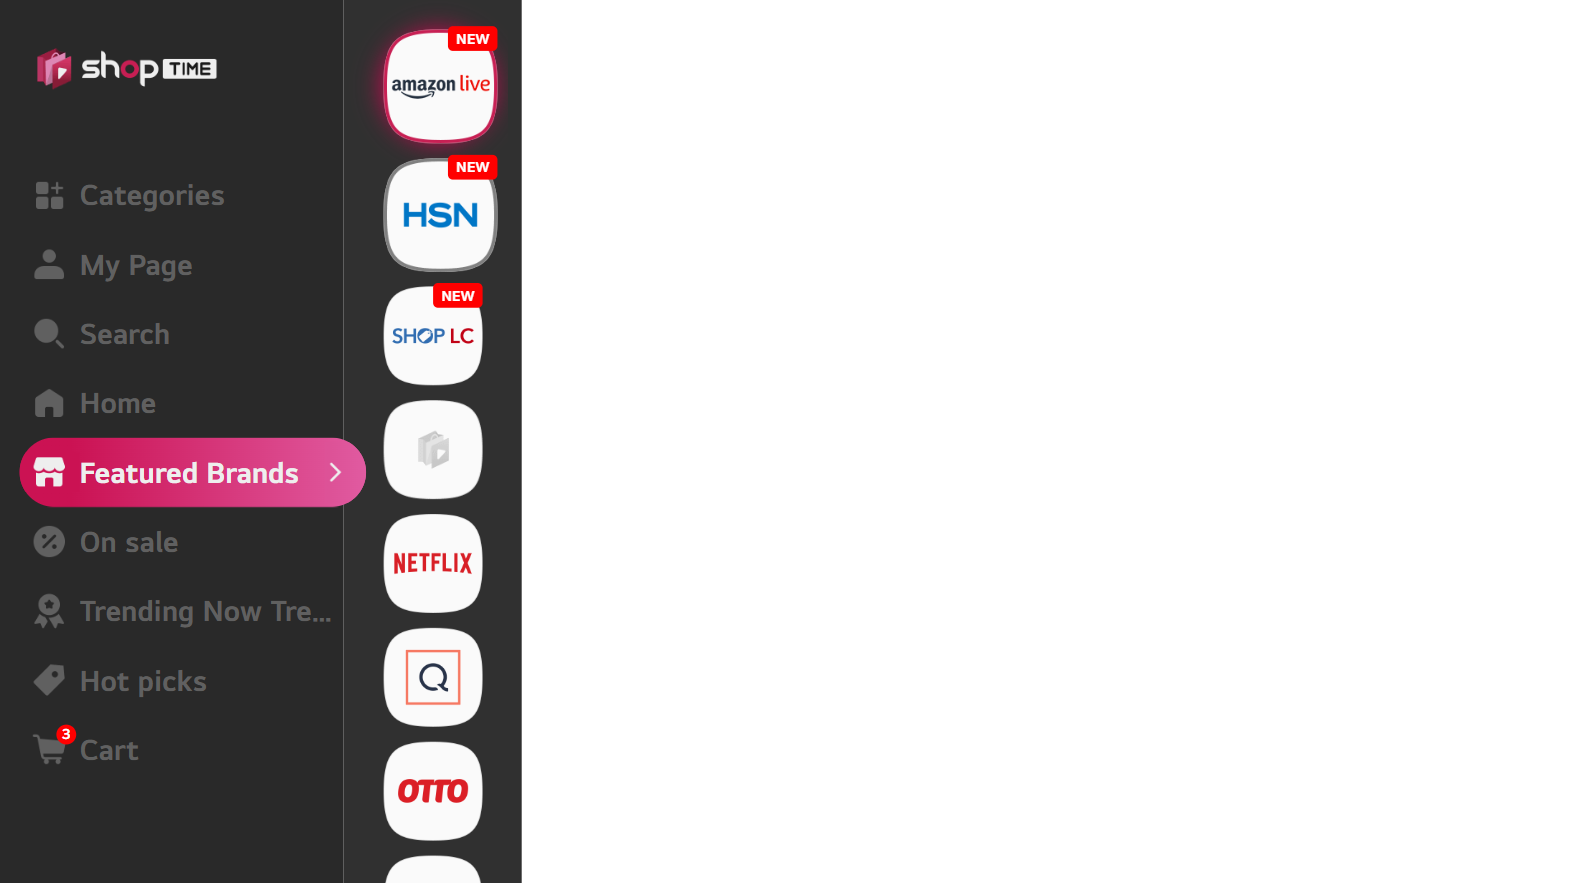 shop TIME
Categories
My Page
Search
Home
Featured Brands
On sale
Trending Now Tre...
Hot picks
3
Cart
NEW
amazon live
NEW
HSN
NEW
SHOP LC
NETFLIX
Q
OTTO